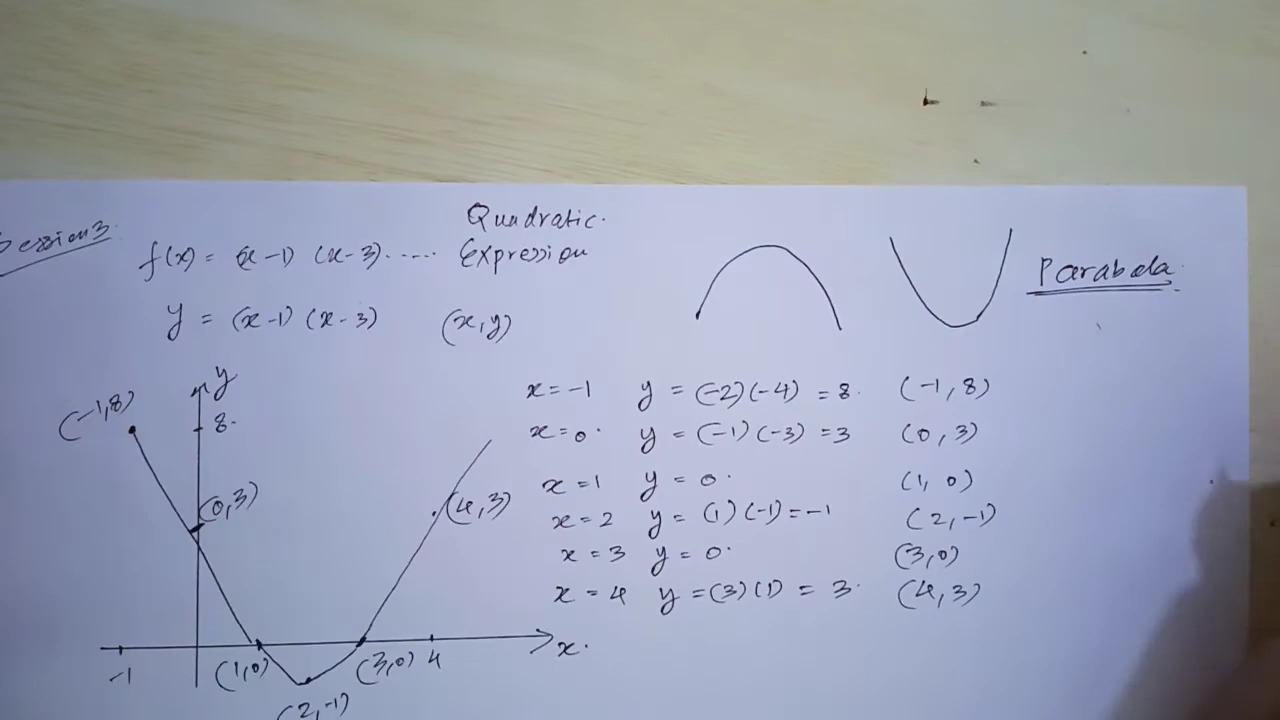 Session 3.
Quadratic.
f(x) = (x-1) (x-3)..... Expression
Parabola.
y = (x-1) (x-3) (x,y)
y
(-1,8)
8.
(0,3)
(4,3)
x = -1 y = (-2)(-4) = 8. (-1, 8)
x = 0. y = (-1)(-3) = 3 (0, 3)
x = 1 y = 0. (1, 0)
x = 2 y = (1)(-1) = -1 (2, -1)
x = 3 y = 0. (3, 0)
x = 4 y = (3)(1) = 3. (4, 3)
x.
-1 (1,0) (3,0) 4
(2,-1)